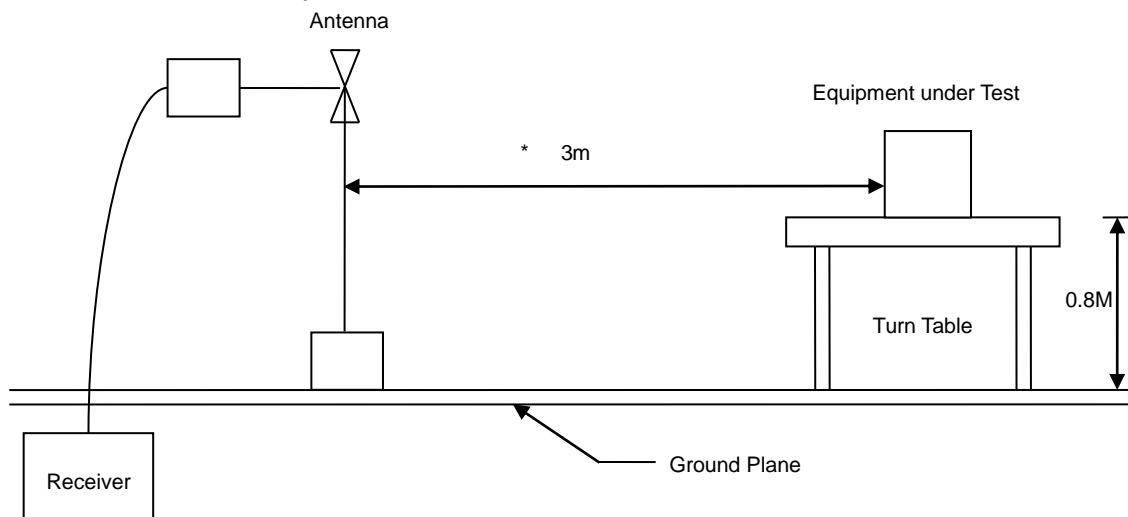 Antenna
Equipment under Test
* 3m
0.8M
Turn Table
Ground Plane
Receiver